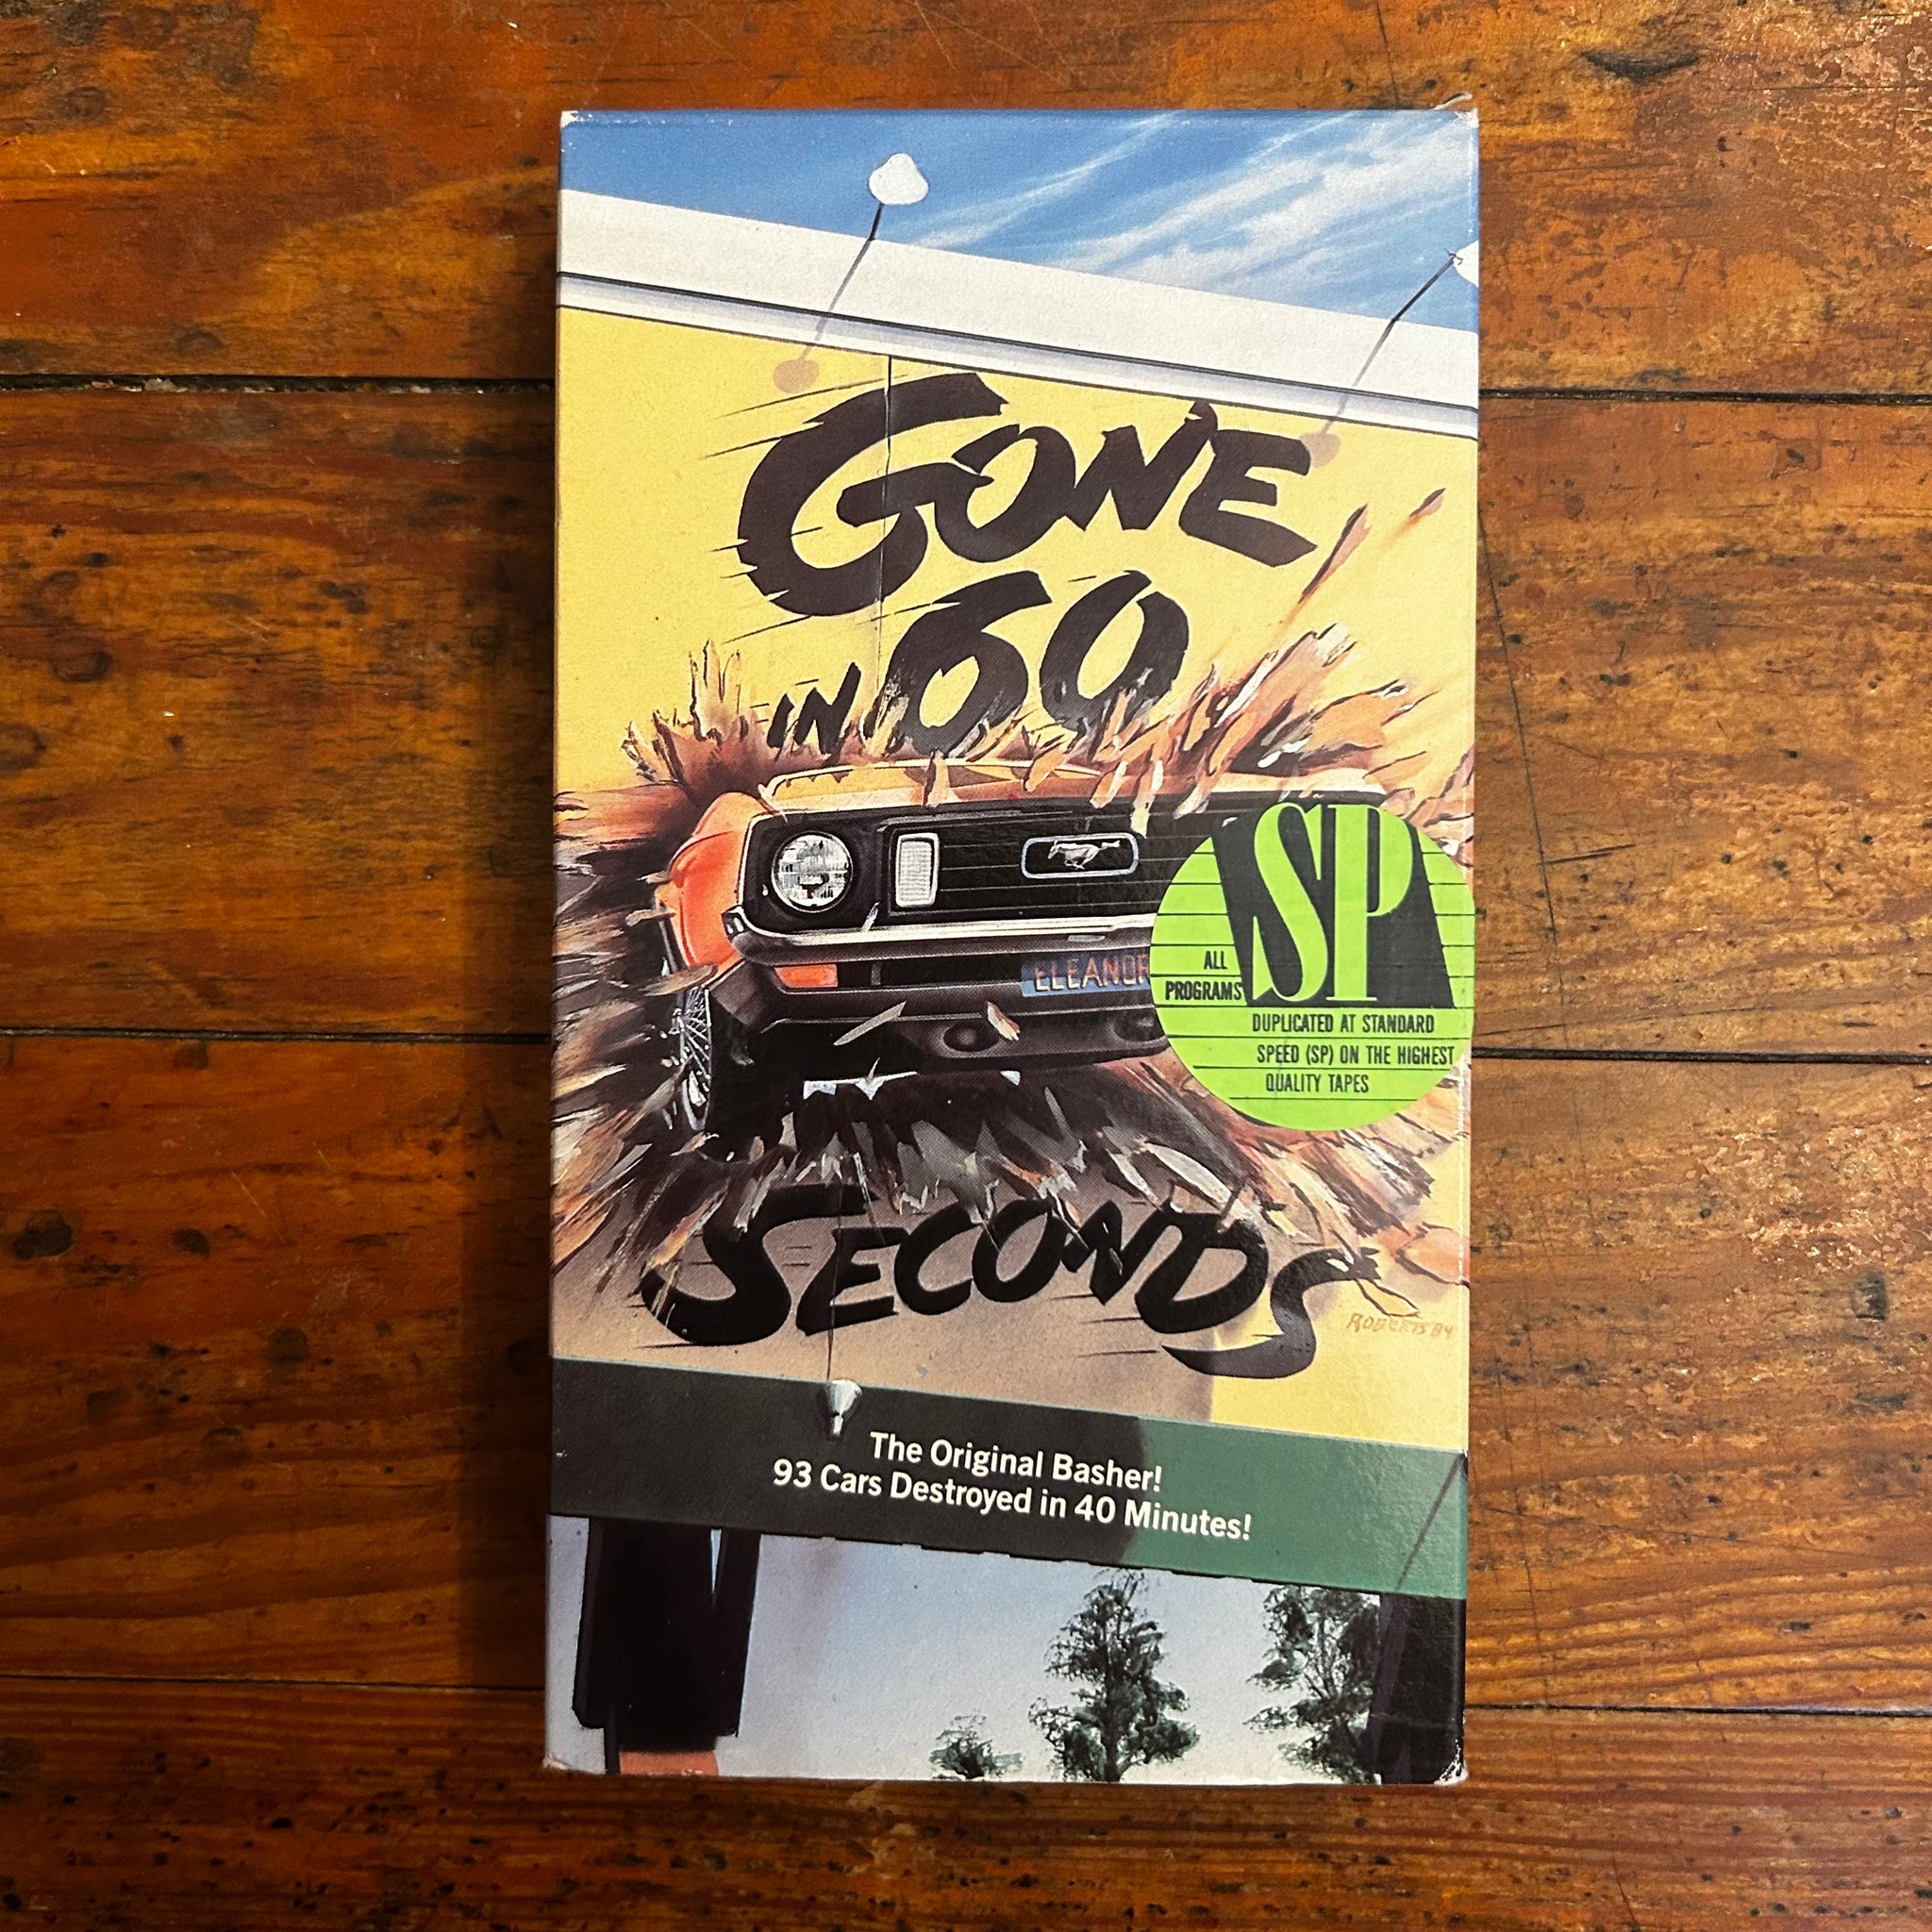 GONE
IN 60
ELEANOR
SP
ALL
PROGRAMS
DUPLICATED AT STANDARD
SPEED (SP) ON THE HIGHEST
QUALITY TAPES
SECONDS
ROBERTS 84
The Original Basher!
93 Cars Destroyed in 40 Minutes!